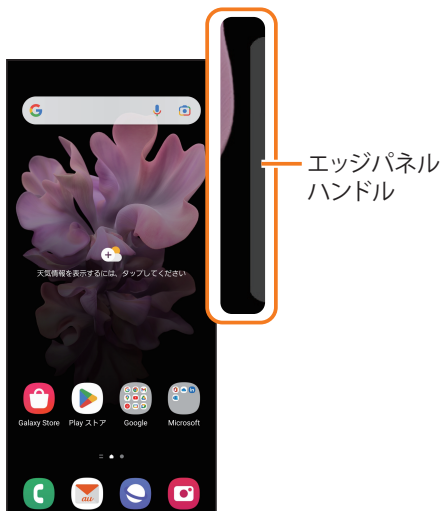 エッジパネル
ハンドル
天気情報を表示するには、タップしてください
Galaxy Store
Play ストア
Google
Microsoft
au